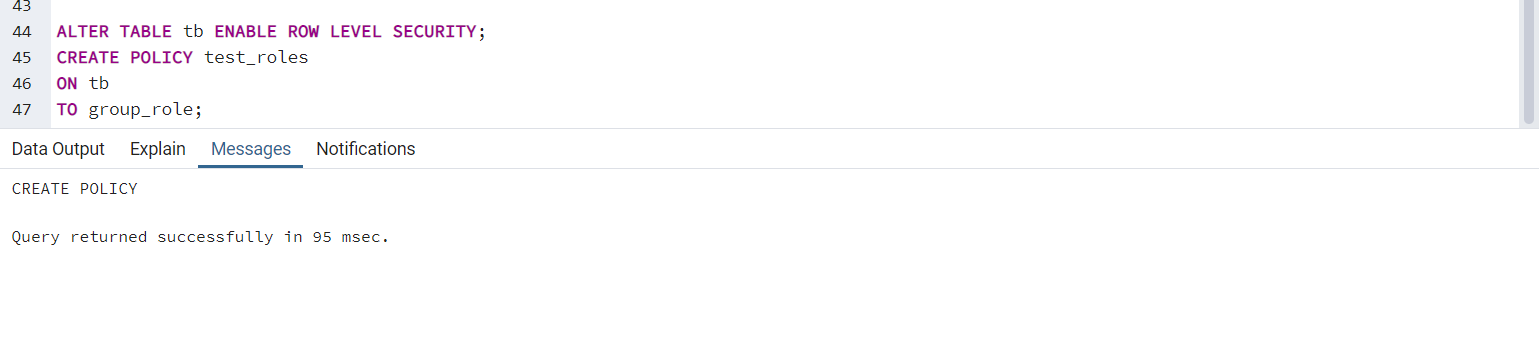 43
44 ALTER TABLE tb ENABLE ROW LEVEL SECURITY;
45 CREATE POLICY test_roles
46 ON tb
47 TO group_role;
Data Output Explain Messages Notifications
CREATE POLICY
Query returned successfully in 95 msec.